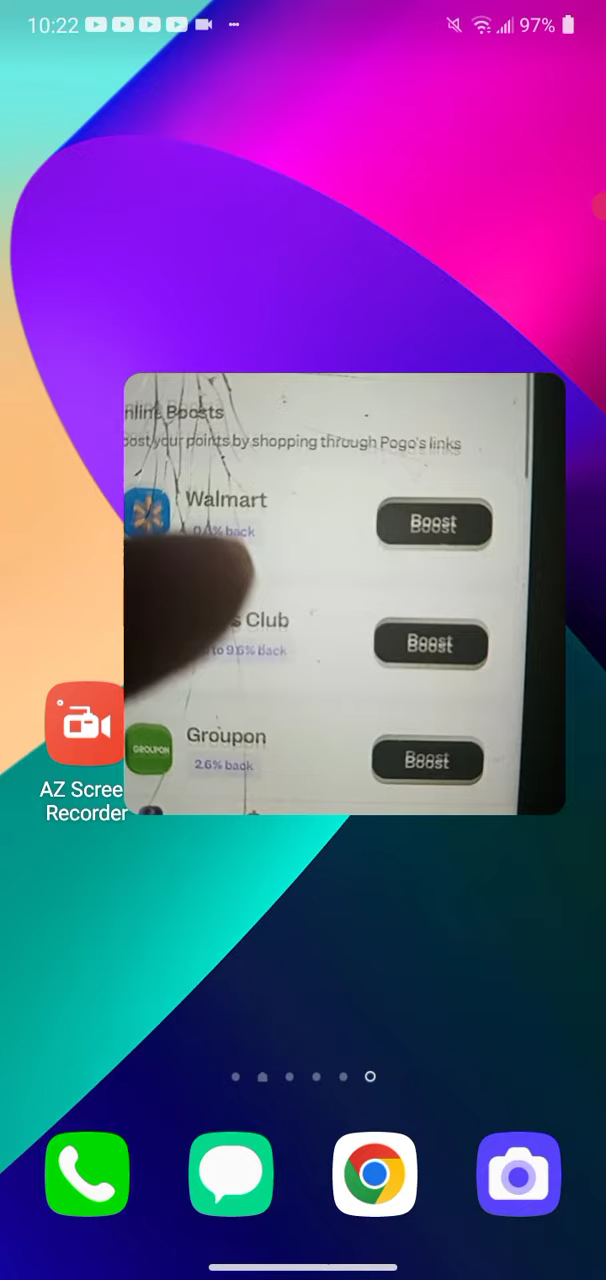 10:22
97%
nline Boosts
oost your points by shopping through Pogo's links
Walmart
% back
Boost
s Club
to 9.6% back
Boost
GROUPON
Groupon
2.6% back
Boost
AZ Scree
Recorder